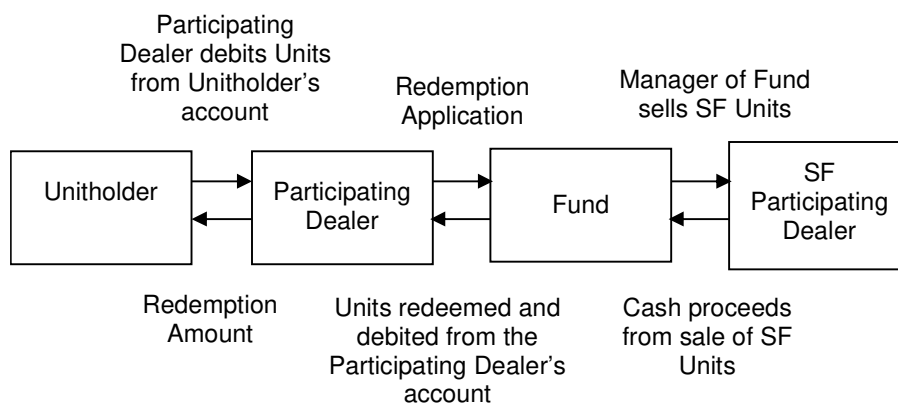 Participating
Dealer debits Units
from Unitholder's
account
Redemption
Application
Manager of Fund
sells SF Units
Unitholder
Participating
Dealer
Fund
SF
Participating
Dealer
Redemption
Amount
Units redeemed and
debited from the
Participating Dealer's
account
Cash proceeds
from sale of SF
Units